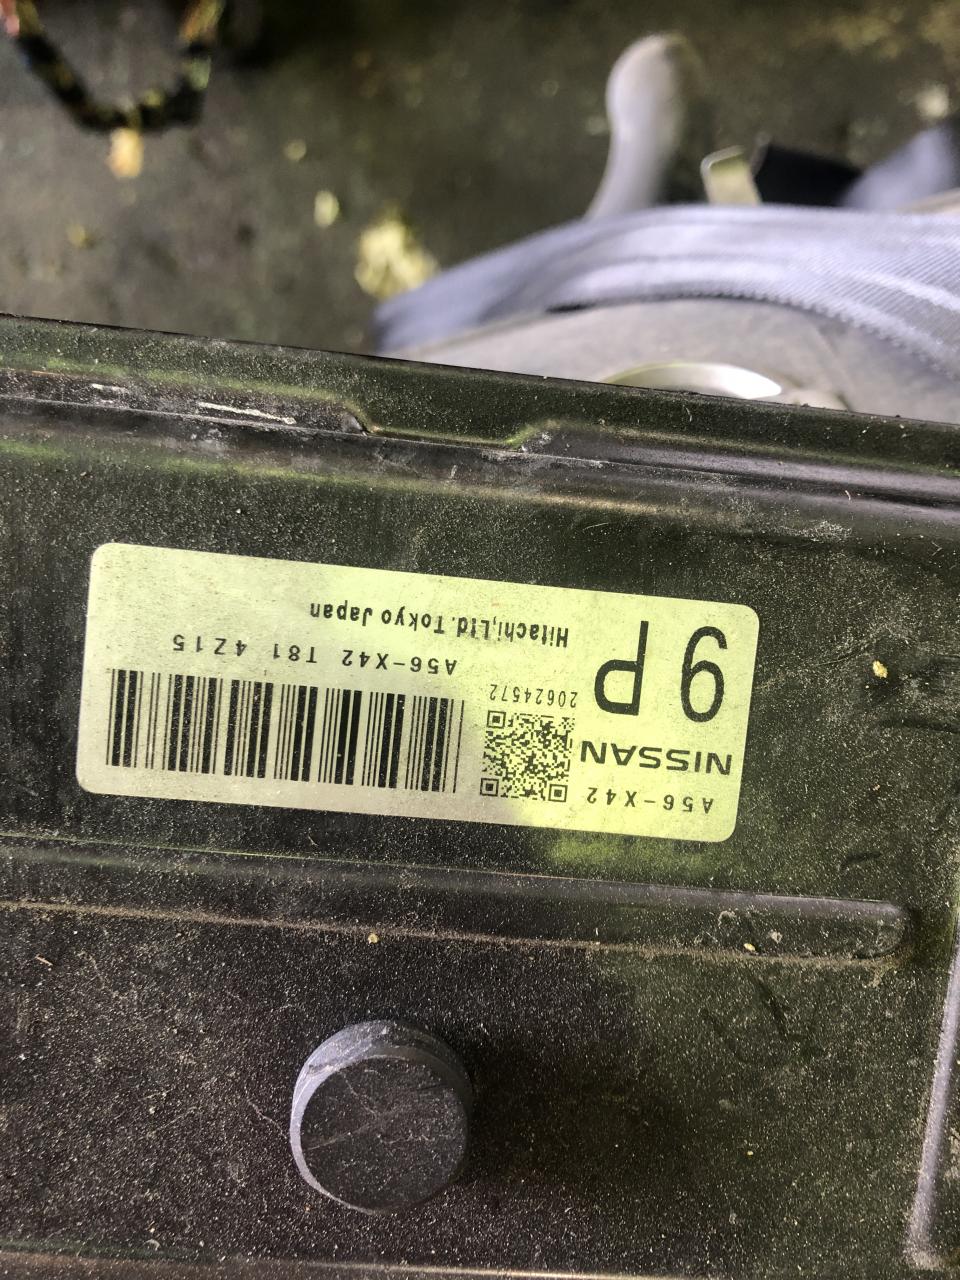 A56-X42
NISSAN
9P
20624572
A56-X42 T81 4Z15
Hitachi,Ltd.Tokyo Japan